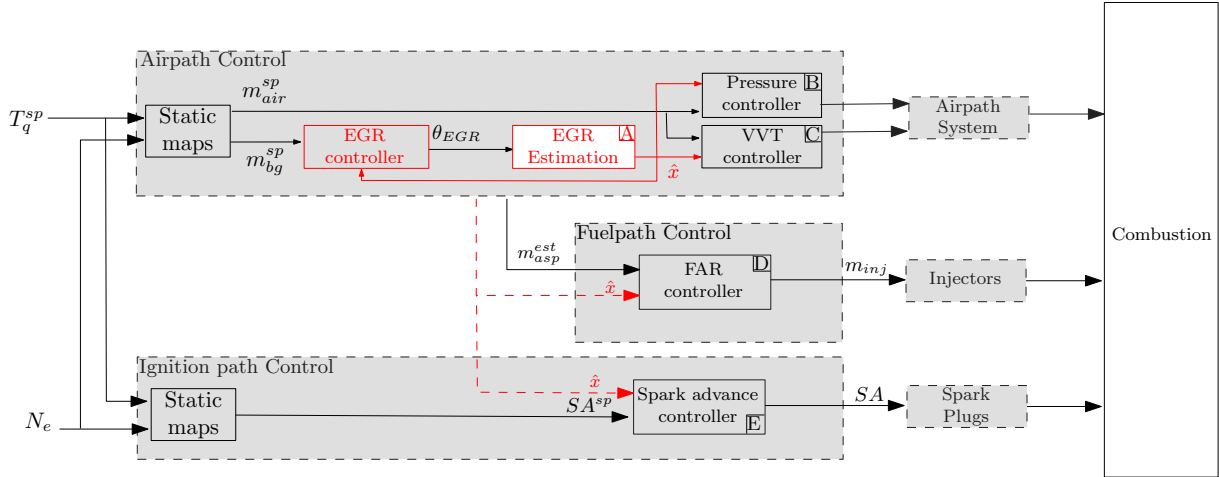 Airpath Control
T_q^{sp}
Static
maps
m_{air}^{sp}
m_{bg}^{sp}
EGR
controller
θ_{EGR}
A
EGR
Estimation
x̂
B
Pressure
controller
C
VVT
controller
Airpath
System
Fuelpath Control
m_{asp}^{est}
x̂
D
FAR
controller
m_{inj}
Injectors
Combustion
Ignition path Control
N_e
Static
maps
SA^{sp}
x̂
Spark advance
controller
E
SA
Spark
Plugs